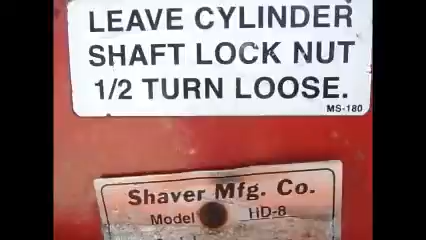 LEAVE CYLINDER
SHAFT LOCK NUT
1/2 TURN LOOSE.
MS-180
Shaver Mfg. Co.
Model HD-8